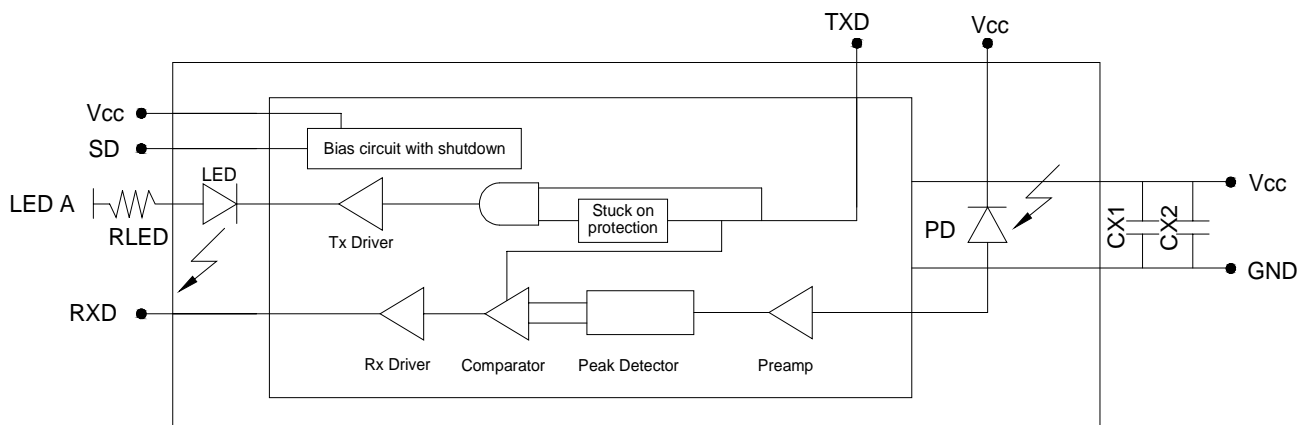 TXD
Vcc
Vcc
SD
Bias circuit with shutdown
LED
LED A
RLED
Tx Driver
Stuck on
protection
PD
CX1
CX2
Vcc
GND
RXD
Rx Driver
Comparator
Peak Detector
Preamp